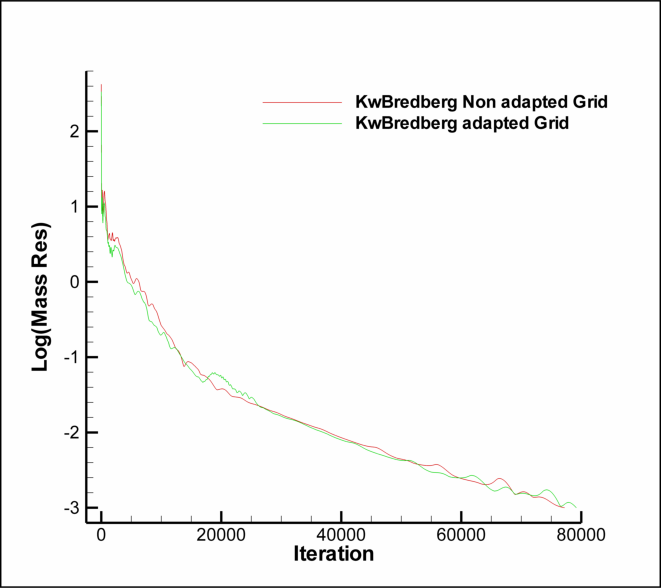 KwBredberg Non adapted Grid
KwBredberg adapted Grid
2
1
0
-1
-2
-3
Log(Mass Res)
0 20000 40000 60000 80000
Iteration